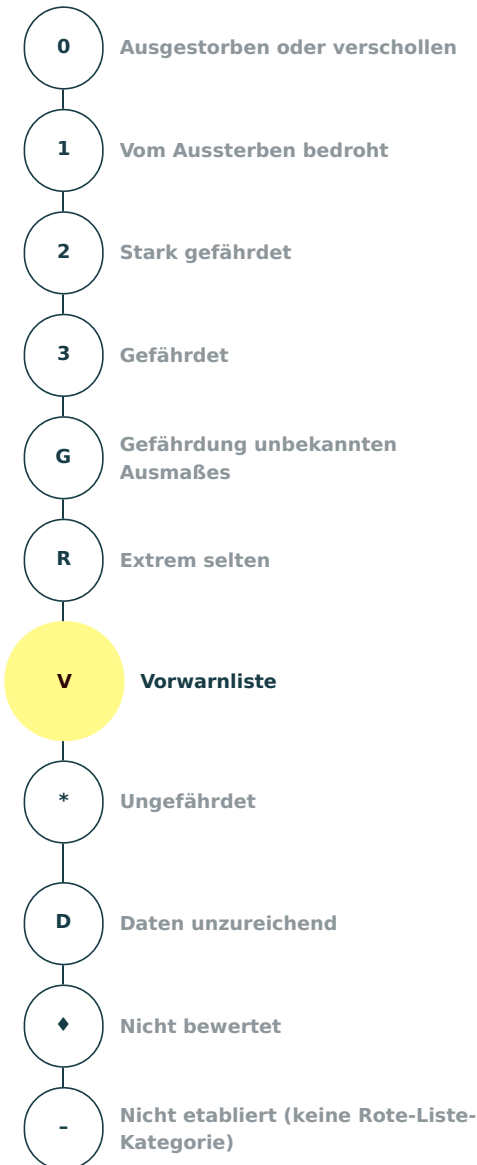 0 Ausgestorben oder verschollen
1 Vom Aussterben bedroht
2 Stark gefährdet
3 Gefährdet
G Gefährdung unbekannten
Ausmaßes
R Extrem selten
V Vorwarnliste
* Ungefährdet
D Daten unzureichend
♦ Nicht bewertet
– Nicht etabliert (keine Rote-Liste-
Kategorie)